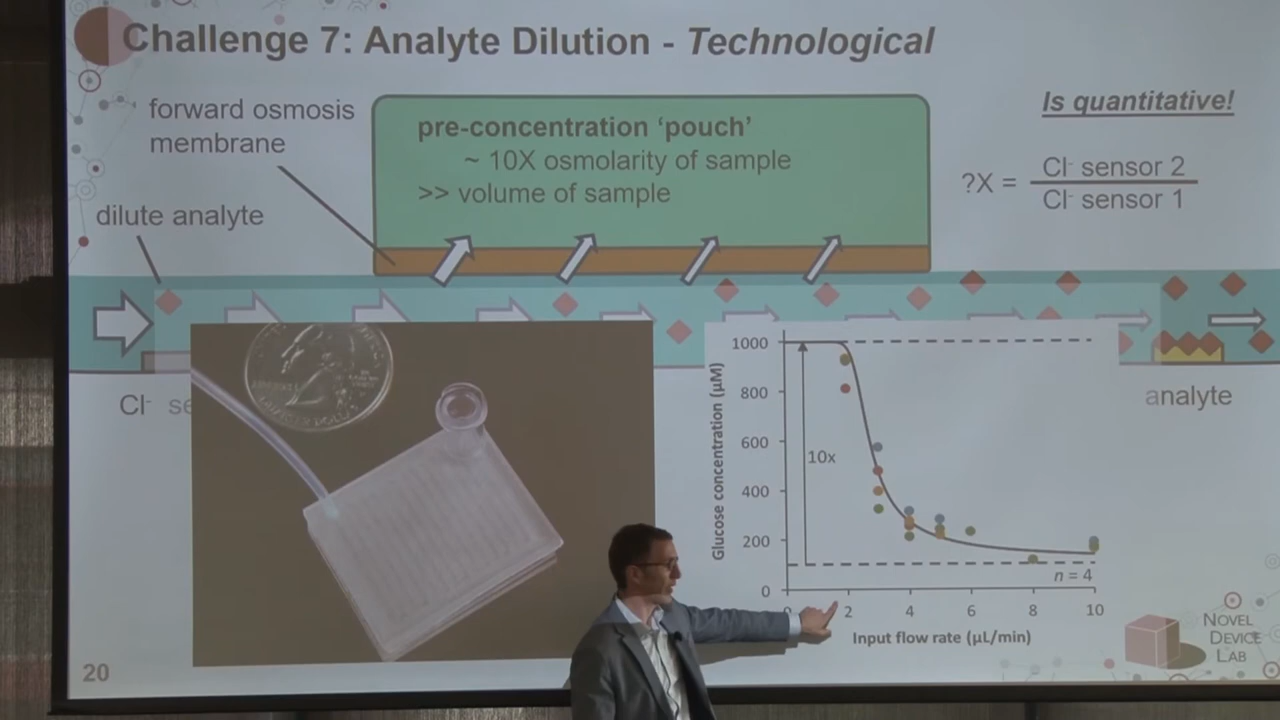 Challenge 7: Analyte Dilution - Technological
forward osmosis
membrane
dilute analyte
pre-concentration ‘pouch’
~ 10X osmolarity of sample
>> volume of sample
Is quantitative!
?X =
Cl⁻ sensor 2
Cl⁻ sensor 1
Cl⁻ se
analyte
Glucose concentration (µM)
1000
800
600
400
200
0
10x
n = 4
0 2 4 6 8 10
Input flow rate (µL/min)
20
NOVEL
DEVICE
LAB